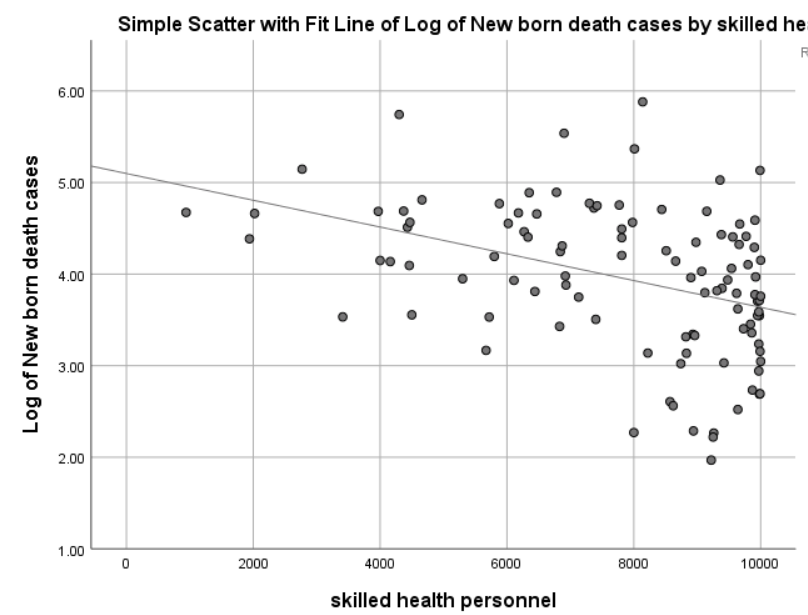 Simple Scatter with Fit Line of Log of New born death cases by skilled
R
6.00
5.00
4.00
3.00
2.00
1.00
Log of New born death cases
0 2000 4000 6000 8000 10000
skilled health personnel